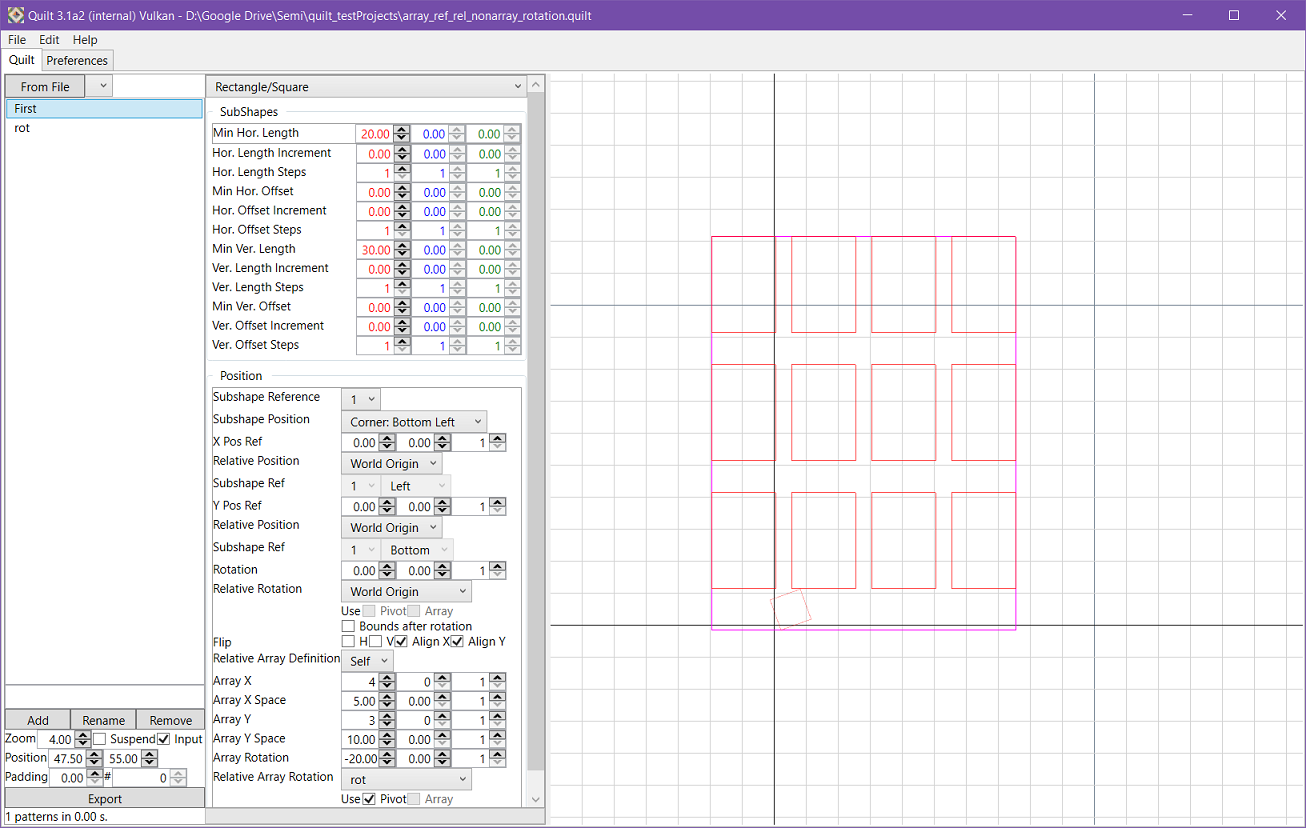 Quilt 3.1a2 (internal) Vulkan - D:\Google Drive\Semi\quilt_testProjects\array_ref_rel_nonarray_rotation.quilt
File Edit Help
Quilt Preferences
From File
First
rot
Rectangle/Square
SubShapes
Min Hor. Length 20.00 0.00 0.00
Hor. Length Increment 0.00 0.00 0.00
Hor. Length Steps 1 1 1
Min Hor. Offset 0.00 0.00 0.00
Hor. Offset Increment 0.00 0.00 0.00
Hor. Offset Steps 1 1 1
Min Ver. Length 30.00 0.00 0.00
Ver. Length Increment 0.00 0.00 0.00
Ver. Length Steps 1 1 1
Min Ver. Offset 0.00 0.00 0.00
Ver. Offset Increment 0.00 0.00 0.00
Ver. Offset Steps 1 1 1
Position
Subshape Reference 1
Subshape Position Corner: Bottom Left
X Pos Ref 0.00 0.00 1
Relative Position World Origin
Subshape Ref 1 Left
Y Pos Ref 0.00 0.00 1
Relative Position World Origin
Subshape Ref 1 Bottom
Rotation 0.00 0.00 1
Relative Rotation World Origin
Use Pivot Array
Bounds after rotation
Flip H V Align X Align Y
Relative Array Definition Self
Array X 4 0 1
Array X Space 5.00 0.00 1
Array Y 3 0 1
Array Y Space 10.00 0.00 1
Array Rotation -20.00 0.00 1
Relative Array Rotation rot
Use Pivot Array
Add Rename Remove
Zoom 4.00 Suspend Input
Position 47.50 55.00
Padding 0.00 # 0
Export
1 patterns in 0.00 s.